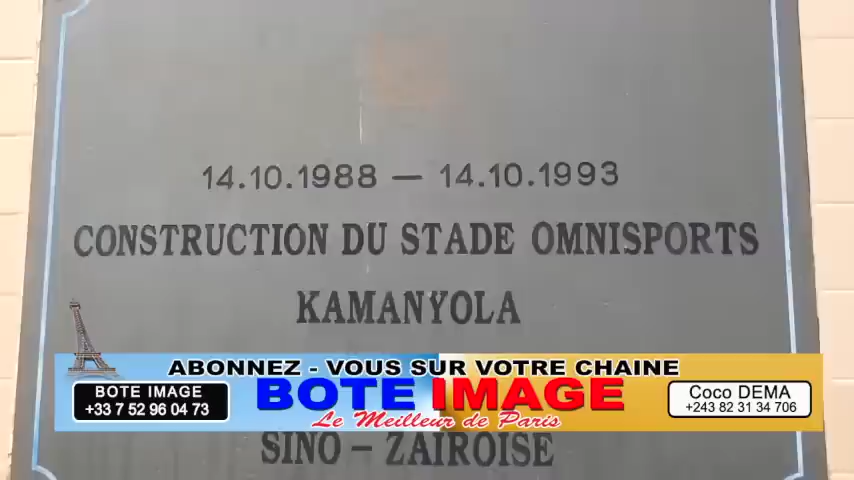 14.10.1988 — 14.10.1993
CONSTRUCTION DU STADE OMNISPORTS
KAMANYOLA
ABONNEZ - VOUS SUR VOTRE CHAINE
BOTE IMAGE
+33 7 52 96 04 73
BOTE IMAGE
Le Meilleur de Paris
Coco DEMA
+243 82 31 34 706
SINO – ZAIROISE